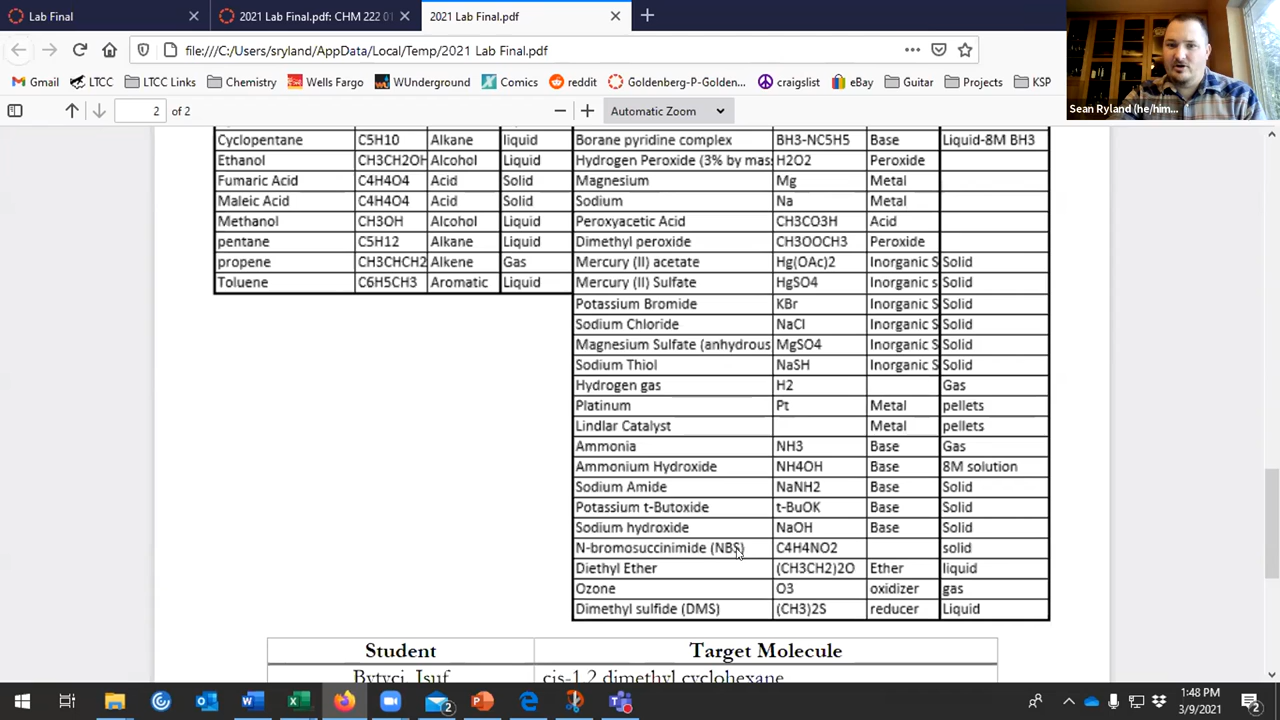 Lab Final
2021 Lab Final.pdf: CHM 222 01
2021 Lab Final.pdf
file:///C:/Users/sryland/AppData/Local/Temp/2021 Lab Final.pdf
Gmail LTCC LTCC Links Chemistry Wells Fargo WUnderground Comics reddit Goldenberg-P-Golden... craigslist eBay Guitar Projects KSP
Sean Ryland (he/him...
2 of 2 Automatic Zoom
Cyclopentane C5H10 Alkane liquid Borane pyridine complex BH3-NC5H5 Base Liquid-8M BH3
Ethanol CH3CH2OH Alcohol Liquid Hydrogen Peroxide (3% by mass H2O2 Peroxide
Fumaric Acid C4H4O4 Acid Solid Magnesium Mg Metal
Maleic Acid C4H4O4 Acid Solid Sodium Na Metal
Methanol CH3OH Alcohol Liquid Peroxyacetic Acid CH3CO3H Acid
pentane C5H12 Alkane Liquid Dimethyl peroxide CH3OOCH3 Peroxide
propene CH3CHCH2 Alkene Gas Mercury (II) acetate Hg(OAc)2 Inorganic S Solid
Toluene C6H5CH3 Aromatic Liquid Mercury (II) Sulfate HgSO4 Inorganic s Solid
Potassium Bromide KBr Inorganic S Solid
Sodium Chloride NaCl Inorganic S Solid
Magnesium Sulfate (anhydrous MgSO4 Inorganic S Solid
Sodium Thiol NaSH Inorganic S Solid
Hydrogen gas H2 Gas
Platinum Pt Metal pellets
Lindlar Catalyst Metal pellets
Ammonia NH3 Base Gas
Ammonium Hydroxide NH4OH Base 8M solution
Sodium Amide NaNH2 Base Solid
Potassium t-Butoxide t-BuOK Base Solid
Sodium hydroxide NaOH Base Solid
N-bromosuccinimide (NBS) C4H4NO2 solid
Diethyl Ether (CH3CH2)2O Ether liquid
Ozone O3 oxidizer gas
Dimethyl sulfide (DMS) (CH3)2S reducer Liquid
Student Target Molecule
Bytyci, Isuf cis-1,2 dimethyl cyclohexane
1:48 PM
3/9/2021